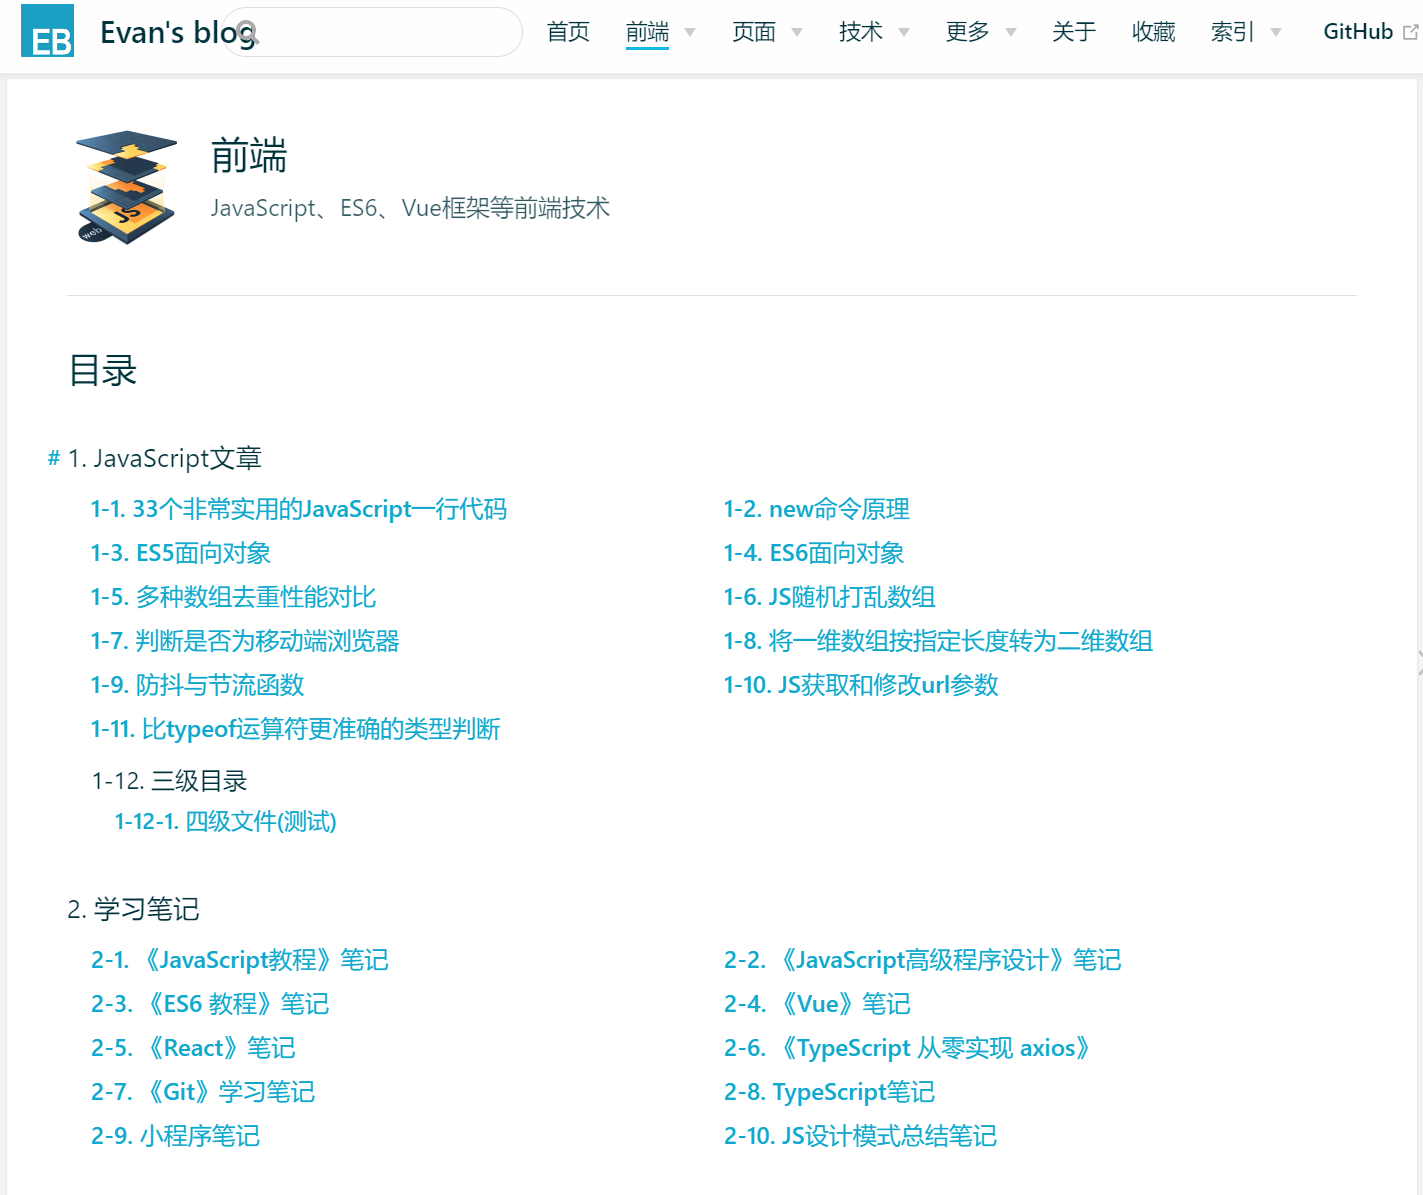 EB Evan's blog 首页 前端 页面 技术 更多 关于 收藏 索引 GitHub
前端
JavaScript、ES6、Vue框架等前端技术
JS
web
目录
# 1. JavaScript文章
1-1. 33个非常实用的JavaScript一行代码 1-2. new命令原理
1-3. ES5面向对象 1-4. ES6面向对象
1-5. 多种数组去重性能对比 1-6. JS随机打乱数组
1-7. 判断是否为移动端浏览器 1-8. 将一维数组按指定长度转为二维数组
1-9. 防抖与节流函数 1-10. JS获取和修改url参数
1-11. 比typeof运算符更准确的类型判断
1-12. 三级目录
1-12-1. 四级文件(测试)
2. 学习笔记
2-1. 《JavaScript教程》笔记 2-2. 《JavaScript高级程序设计》笔记
2-3. 《ES6 教程》笔记 2-4. 《Vue》笔记
2-5. 《React》笔记 2-6. 《TypeScript 从零实现 axios》
2-7. 《Git》学习笔记 2-8. TypeScript笔记
2-9. 小程序笔记 2-10. JS设计模式总结笔记